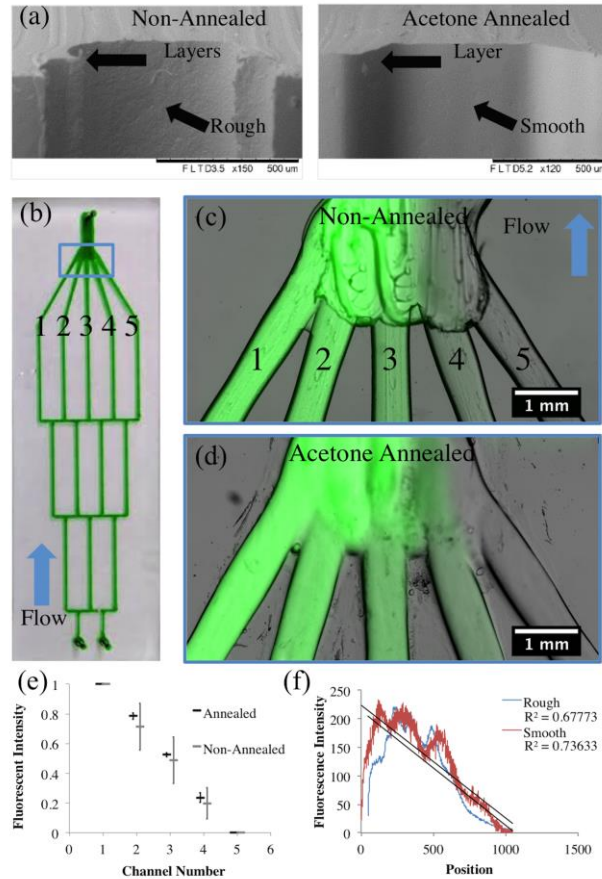 (a)
Non-Annealed
Layers
Rough
F L T D3.5 x150 500 um
Acetone Annealed
Layer
Smooth
F L T D5.2 x120 500 um
(b)
1 2 3 4 5
Flow
(c)
Non-Annealed
Flow
1 2 3 4 5
1 mm
(d)
Acetone Annealed
1 mm
(e)
Fluorescent Intensity
1
0.8
0.6
0.4
0.2
0
Annealed
Non-Annealed
0 1 2 3 4 5 6
Channel Number
(f)
Fluorescence Intensity
250
200
150
100
50
0
Rough
R² = 0.67773
Smooth
R² = 0.73633
0 500 1000 1500
Position